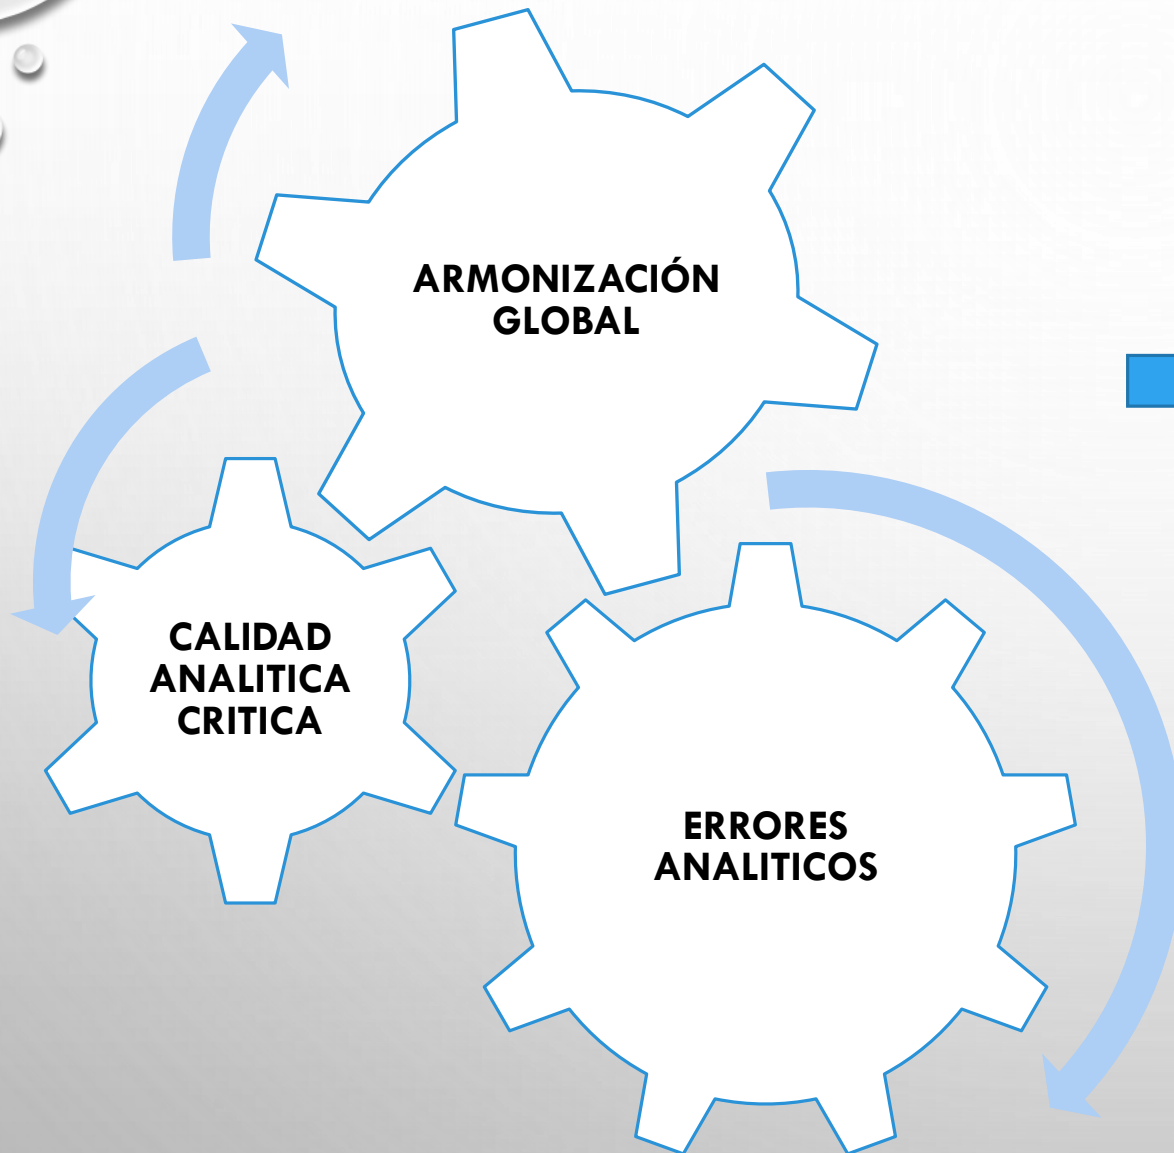 ARMONIZACIÓN
GLOBAL
CALIDAD
ANALITICA
CRITICA
ERRORES
ANALITICOS